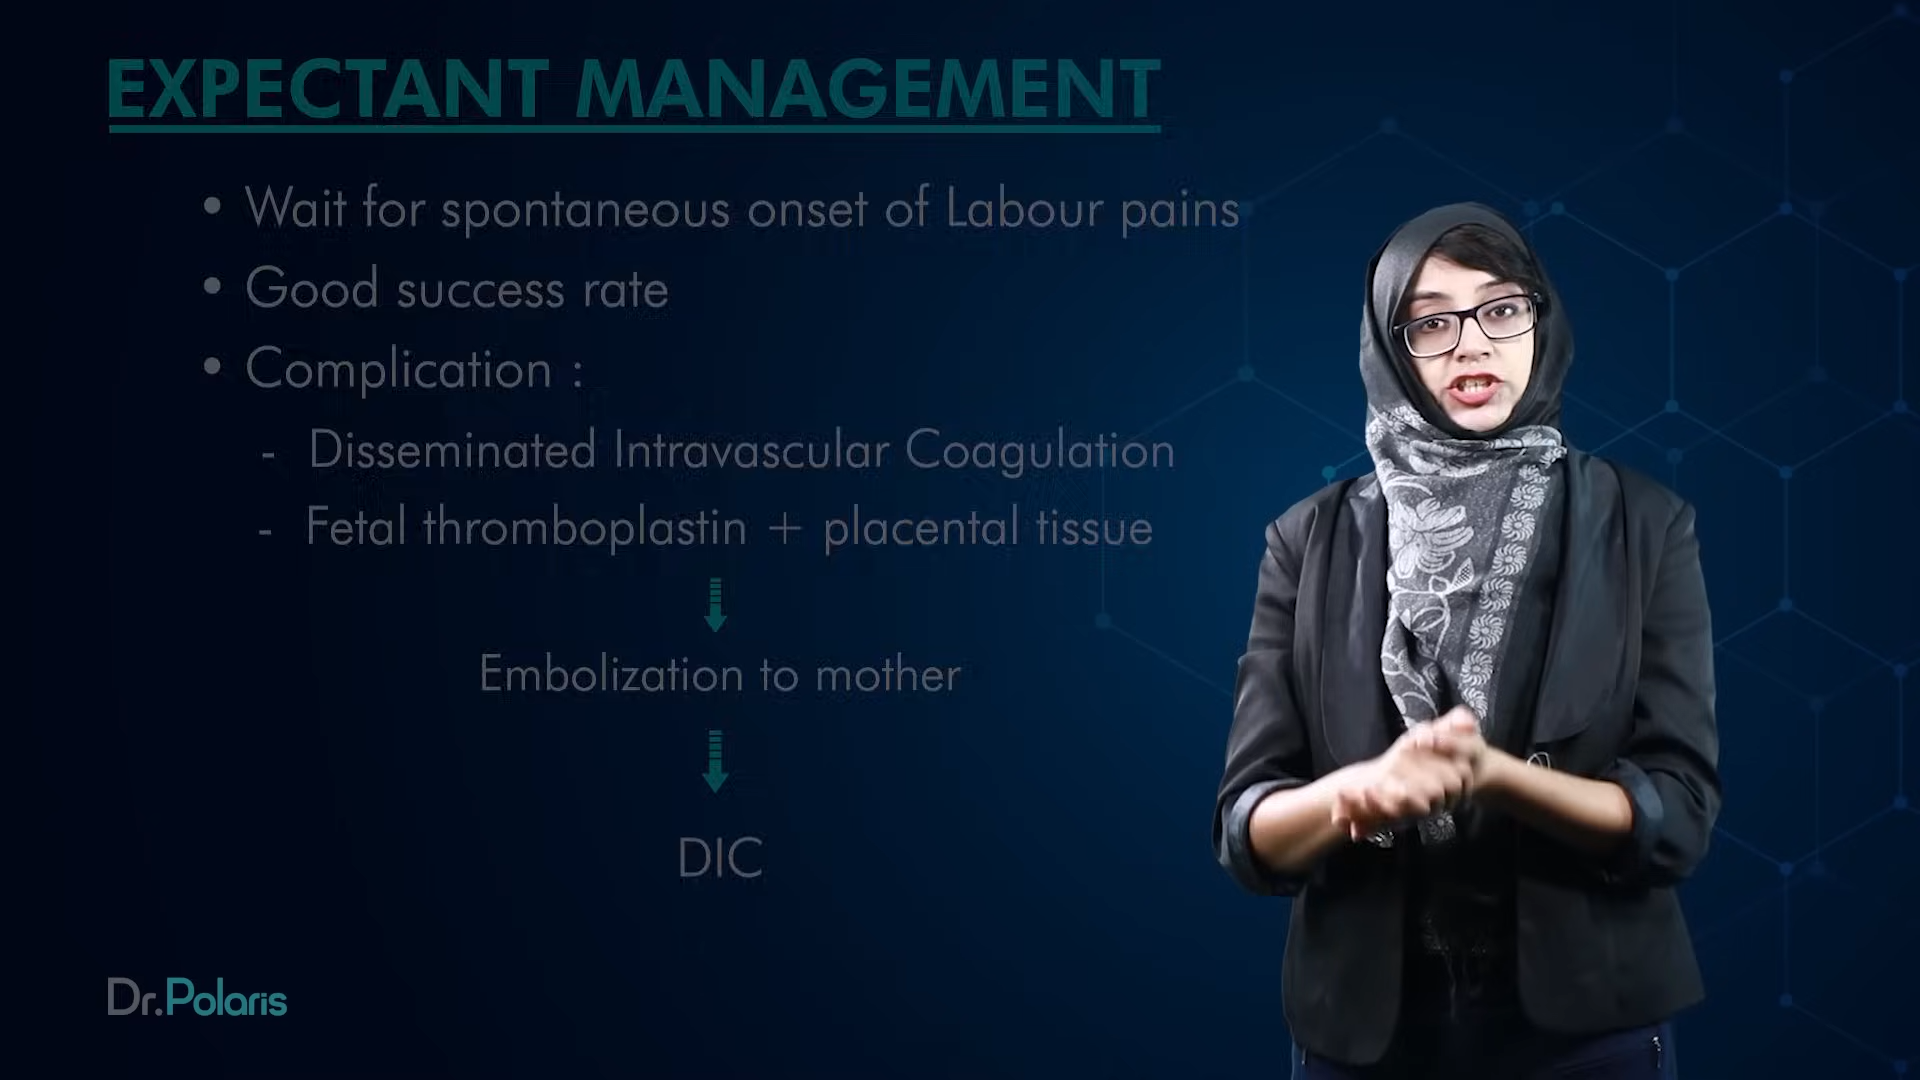 EXPECTANT MANAGEMENT
• Wait for spontaneous onset of Labour pains
• Good success rate
• Complication :
- Disseminated Intravascular Coagulation
- Fetal thromboplastin + placental tissue
Embolization to mother
DIC
Dr.Polaris